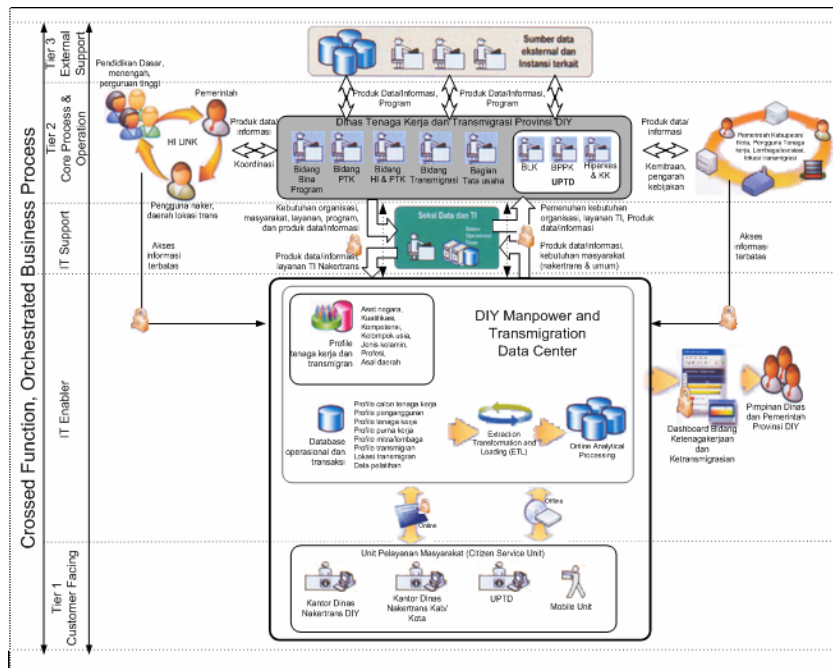 Crossed Function, Orchestrated Business Process
Tier 3
External
Support
Tier 2
Core Process &
Operation
IT Support
IT Enabler
Tier 1
Customer Facing
Sumber data
eksternal dan
Instansi terkait
Produk Data/Informasi,
Program
Produk Data/Informasi,
Program
Pendidikan Dasar,
menengah,
perguruan tinggi
Pemerintah
HI LINK
Pengguna naker,
daerah lokasi trans
Produk data/
informasi
Koordinasi
Dinas Tenaga Kerja dan Transmigrasi Provinsi DIY
Bidang
Bina
Program
Bidang
PTK
Bidang
HI & PTK
Bidang
Transmigrasi
Bagian
Tata usaha
BLK
BPPK
Hiperkes
& KK
UPTD
Produk data/
informasi
Kemitraan,
pengarah
kebijakan
Pemerintah Kabupaten/
Kota, Pengguna Tenaga
kerja, Lembaga/asosiasi,
lokasi transmigrasi
Kebutuhan organisasi,
masyarakat, layanan, program,
dan produk data/informasi
Seksi Data dan TI
Sistem
Operasional
Dinas
Pemenuhan kebutuhan
organisasi, layanan TI, Produk
data/informasi
Produk Data/informasi,
layanan TI Nakertrans
Produk data/informasi,
kebutuhan masyarakat
(nakertrans & umum)
Akses
informasi
terbatas
Akses
informasi
terbatas
Profile
tenaga kerja dan
transmigran
Asal negara,
Kualifikasi,
Kompetensi,
Kelompok usia,
Jenis kelamin,
Profesi,
Asal daerah
DIY Manpower and
Transmigration
Data Center
Database
operasional dan
transaksi
Profile calon tenaga kerja
Profile pengangguran
Profile tenaga kerja
Profile purna kerja
Profile mitra/lembaga
Profile transmigran
Lokasi transmigran
Data pelatihan
Extraction
Transformation and
Loading (ETL)
Online Analytical
Processing
Dashboard Bidang
Ketenagakerjaan
dan
Ketransmigrasian
Pimpinan Dinas
dan Pemerintah
Provinsi DIY
Online
Offline
Unit Pelayanan Masyarakat (Citizen Service Unit)
Kantor Dinas
Nakertrans DIY
Kantor Dinas
Nakertrans Kab/
Kota
UPTD
Mobile Unit